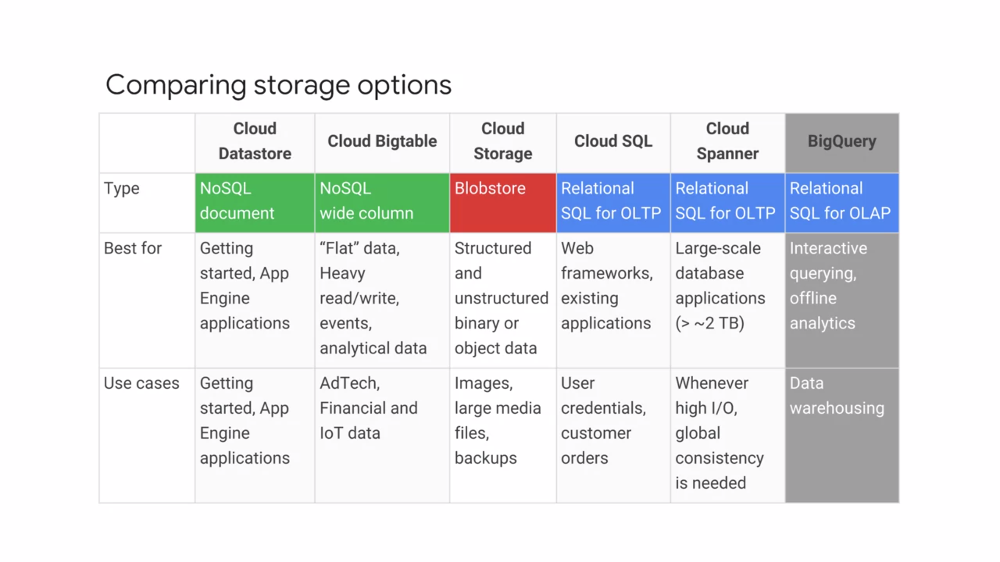 Comparing storage options
Cloud
Datastore
Cloud Bigtable
Cloud
Storage
Cloud SQL
Cloud
Spanner
BigQuery
Type
NoSQL
document
NoSQL
wide column
Blobstore
Relational
SQL for OLTP
Relational
SQL for OLTP
Relational
SQL for OLAP
Best for
Getting
started, App
Engine
applications
“Flat” data,
Heavy
read/write,
events,
analytical data
Structured
and
unstructured
binary or
object data
Web
frameworks,
existing
applications
Large-scale
database
applications
(> ~2 TB)
Interactive
querying,
offline
analytics
Use cases
Getting
started, App
Engine
applications
AdTech,
Financial and
IoT data
Images,
large media
files,
backups
User
credentials,
customer
orders
Whenever
high I/O,
global
consistency
is needed
Data
warehousing